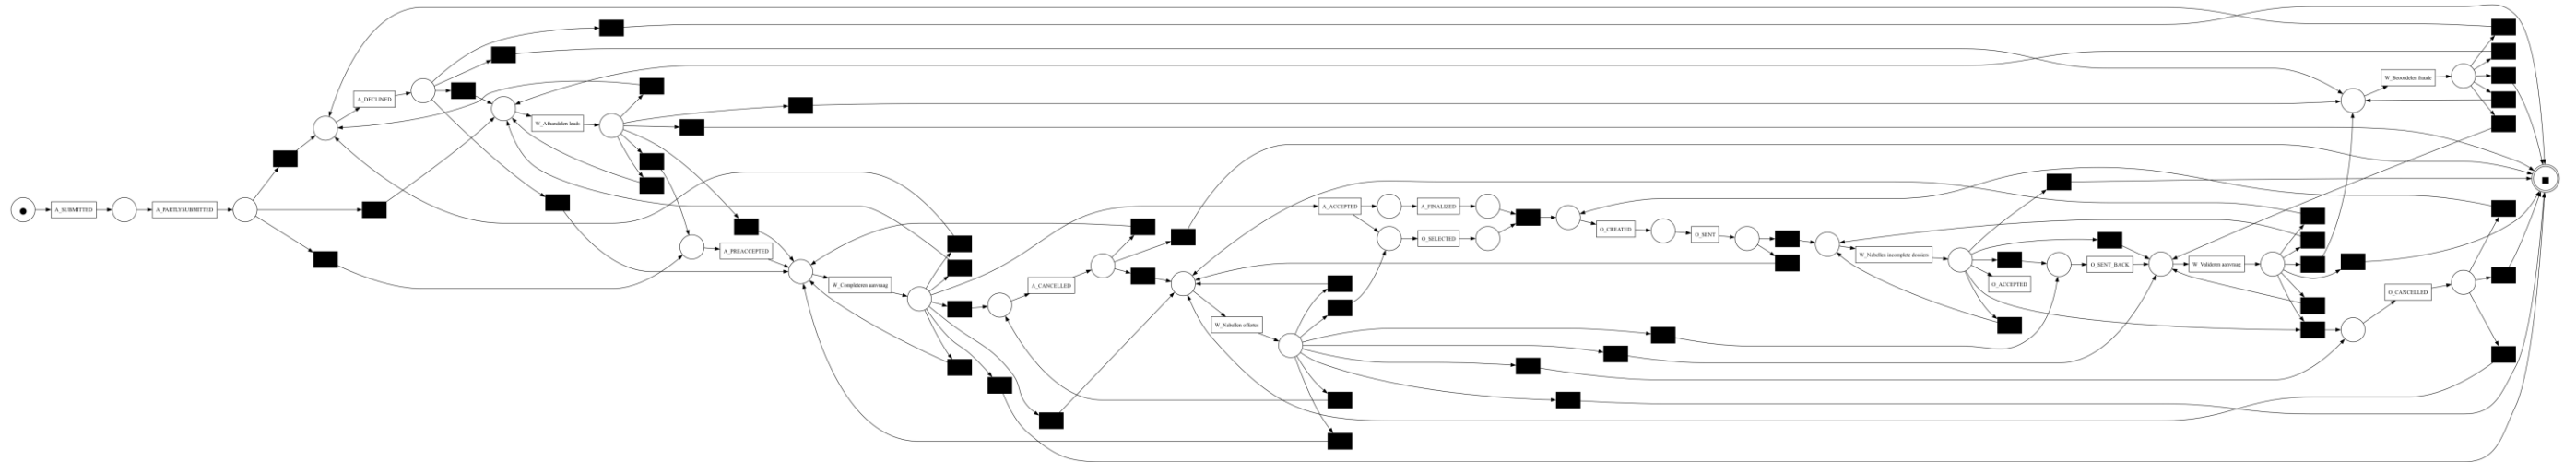 A_DECLINED
W_Beoordelen fraude
W_Afhandelen leads
A_SUBMITTED
A_PARTLYSUBMITTED
A_ACCEPTED
A_FINALIZED
O_CREATED
O_SENT
O_SELECTED
A_PREACCEPTED
W_Nabellen incomplete dossiers
O_SENT_BACK
W_Valideren aanvraag
W_Completeren aanvraag
A_CANCELLED
O_ACCEPTED
O_CANCELLED
W_Nabellen offertes